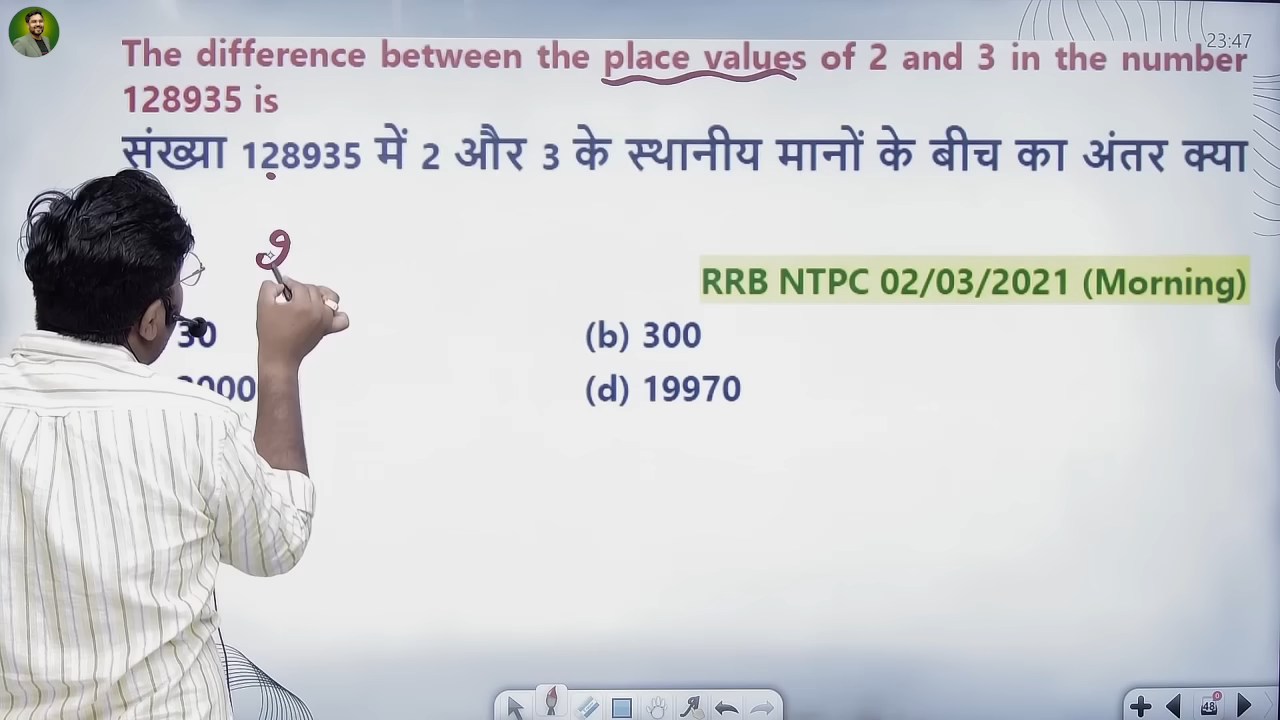 23:47
The difference between the place values of 2 and 3 in the number
128935 is
संख्या 128935 में 2 और 3 के स्थानीय मानों के बीच का अंतर क्या
RRB NTPC 02/03/2021 (Morning)
30 (b) 300
(d) 19970
48